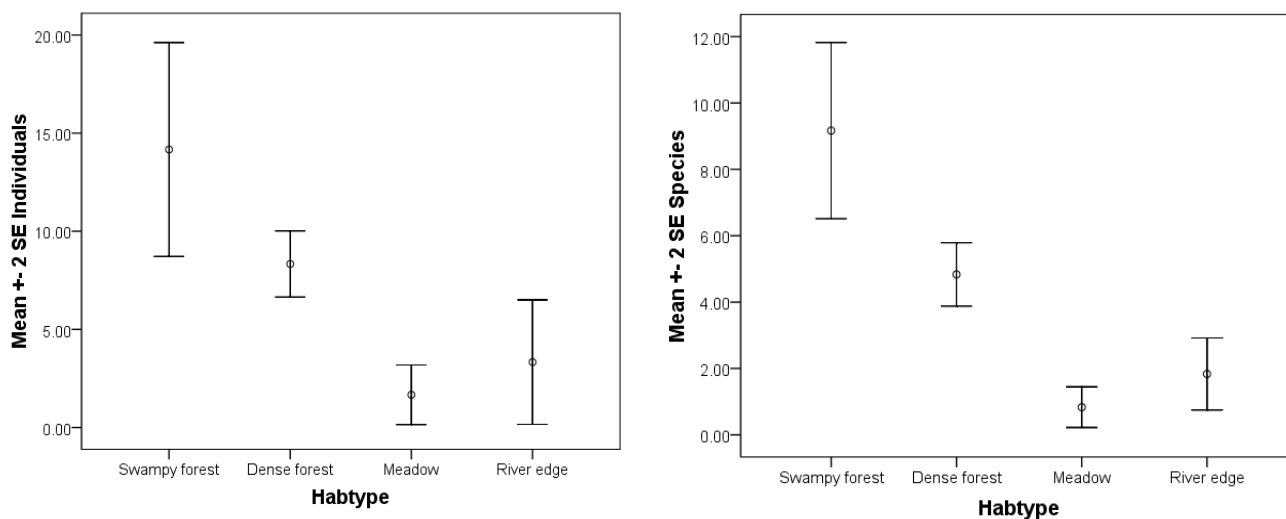 Mean +- 2 SE Individuals
20.00
15.00
10.00
5.00
0.00
Swampy forest Dense forest Meadow River edge
Habtype
Mean +- 2 SE Species
12.00
10.00
8.00
6.00
4.00
2.00
0.00
Swampy forest Dense forest Meadow River edge
Habtype